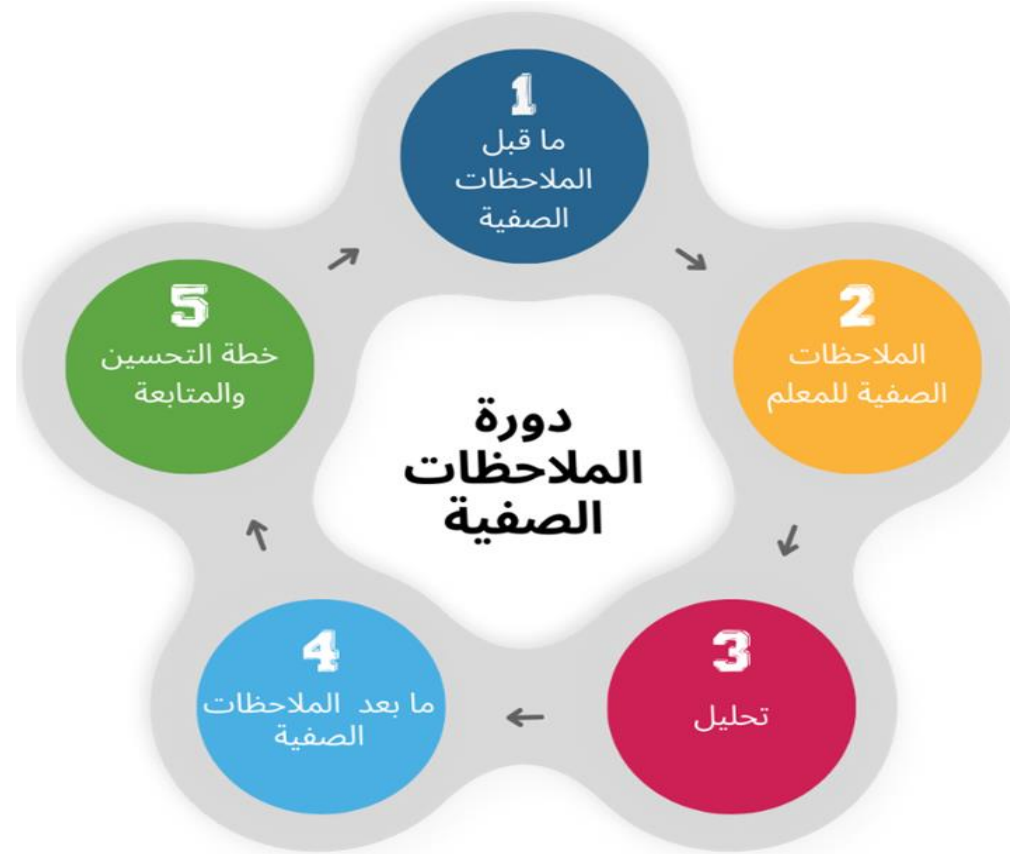 1
ما قبل
الملاحظات
الصفية
2
الملاحظات
الصفية للمعلم
3
تحليل
4
ما بعد الملاحظات
الصفية
5
خطة التحسين
والمتابعة
دورة
الملاحظات
الصفية